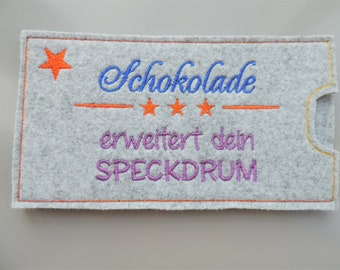 Schokolade
erweitert dein
SPECKDRUM